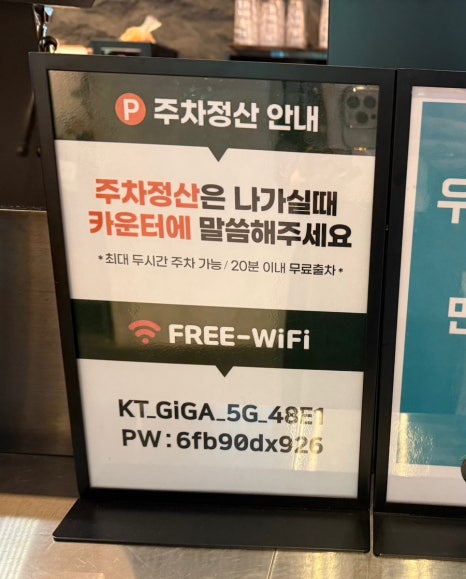 P 주차정산 안내
주차정산은 나가실때
카운터에 말씀해주세요
*최대 두시간 주차 가능 / 20분 이내 무료출차*
FREE-WiFi
KT_GiGA_5G_48E1
PW : 6fb90dx926